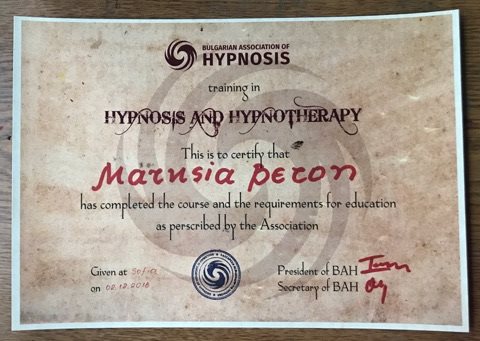 BULGARIAN ASSOCIATION OF
HYPNOSIS
training in
HYPNOSIS AND HYPNOTHERAPY
This is to certify that
Marusia Beron
has completed the course and the requirements for education
as perscribed by the Association
Given at Sofia
on 02.12.2018
President of BAH
Secretary of BAH